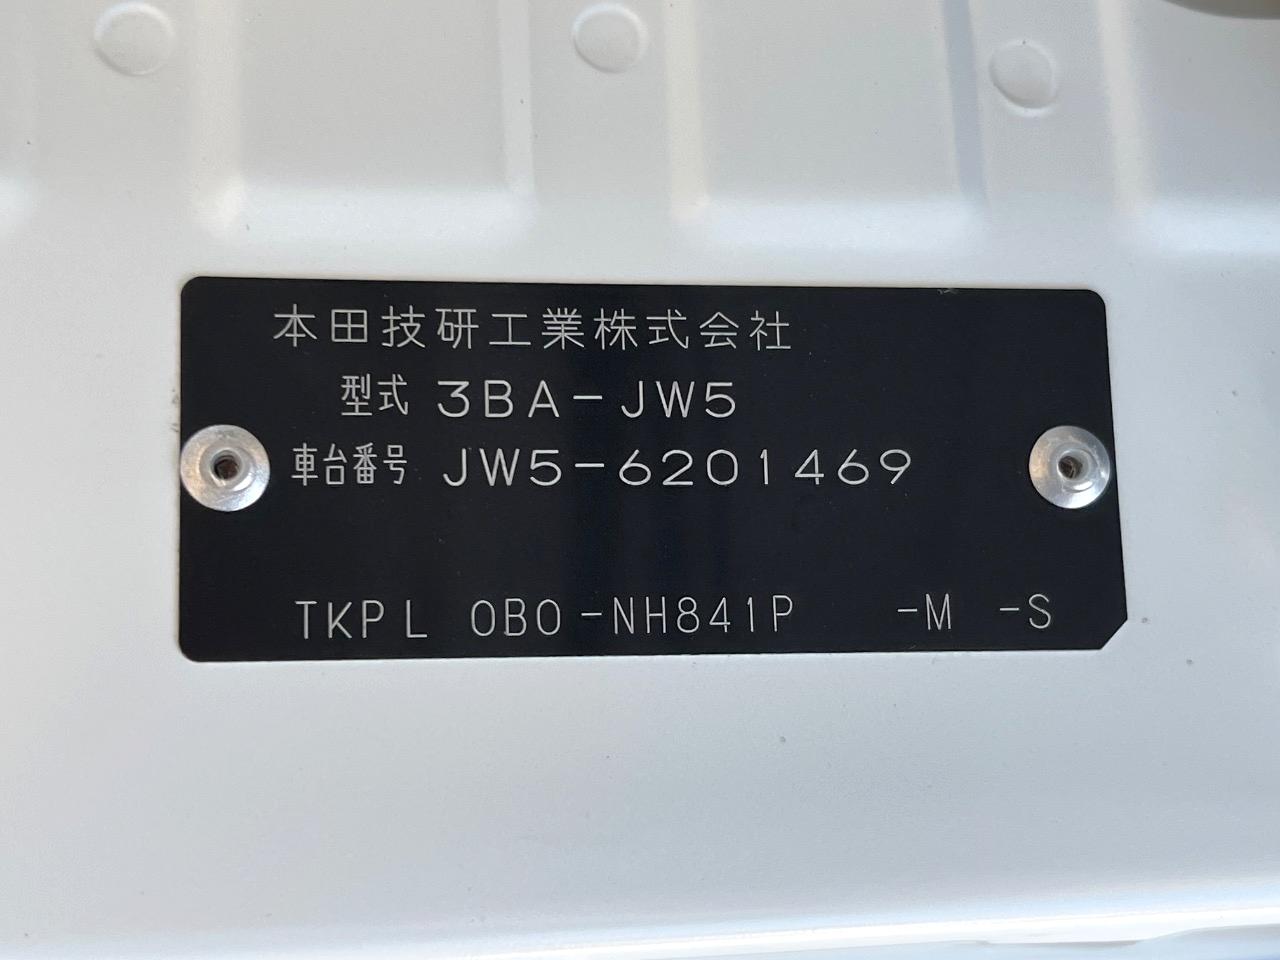 本田技研工業株式会社
型式 3BA-JW5
車台番号 JW5-6201469
TKPL 0B0-NH841P -M -S